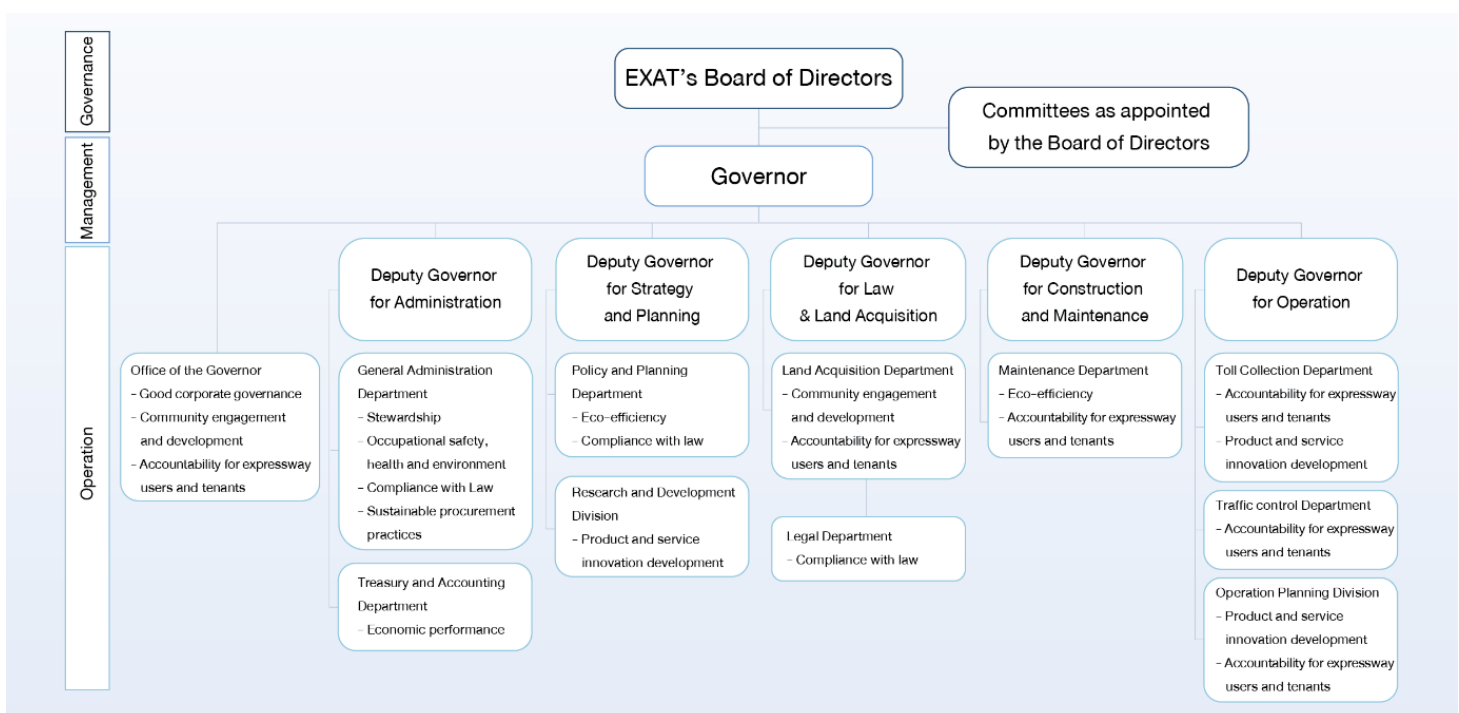 Governance
EXAT's Board of Directors
Committees as appointed
by the Board of Directors
Management
Governor
Operation
Deputy Governor
for Administration
Deputy Governor
for Strategy
and Planning
Deputy Governor
for Law
& Land Acquisition
Deputy Governor
for Construction
and Maintenance
Deputy Governor
for Operation
Office of the Governor
- Good corporate governance
- Community engagement
and development
- Accountability for expressway
users and tenants
General Administration
Department
- Stewardship
- Occupational safety,
health and environment
- Compliance with Law
- Sustainable procurement
practices
Treasury and Accounting
Department
- Economic performance
Policy and Planning
Department
- Eco-efficiency
- Compliance with law
Research and Development
Division
- Product and service
innovation development
Land Acquisition Department
- Community engagement
and development
- Accountability for expressway
users and tenants
Legal Department
- Compliance with law
Maintenance Department
- Eco-efficiency
- Accountability for expressway
users and tenants
Toll Collection Department
- Accountability for expressway
users and tenants
- Product and service
innovation development
Traffic control Department
- Accountability for expressway
users and tenants
Operation Planning Division
- Product and service
innovation development
- Accountability for expressway
users and tenants